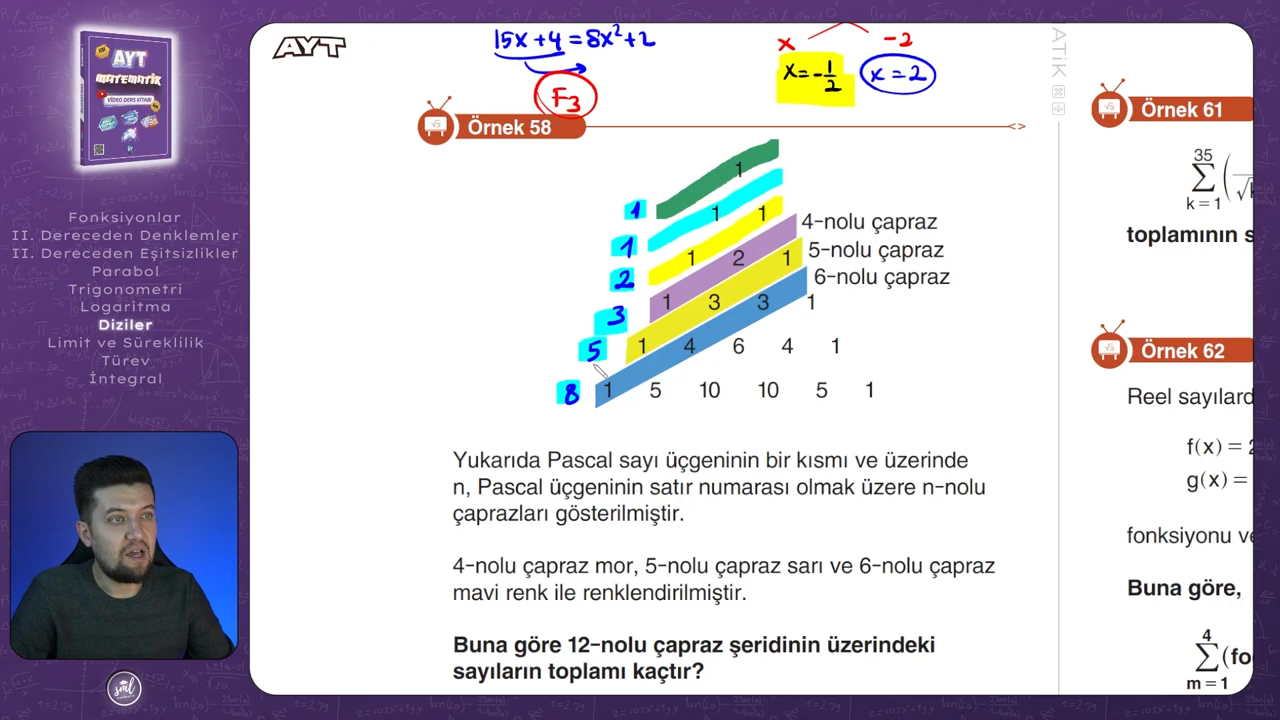 AYT
AYT
MATEMATİK
VİDEO DERS KİTABI
Fonksiyonlar
II. Dereceden Denklemler
II. Dereceden Eşitsizlikler
Parabol
Trigonometri
Logaritma
Diziler
Limit ve Süreklilik
Türev
İntegral
sml
15x+4=8x²+2
F₃
x -2
x=-1/2 x=2
ATiK
Örnek 58
1
1 1 1
1 1 1
4-nolu çapraz
2 1 2 1
5-nolu çapraz
6-nolu çapraz
3 1 3 3 1
5 1 4 6 4 1
8 1 5 10 10 5 1
Yukarıda Pascal sayı üçgeninin bir kısmı ve üzerinde
n, Pascal üçgeninin satır numarası olmak üzere n-nolu
çaprazları gösterilmiştir.
4-nolu çapraz mor, 5-nolu çapraz sarı ve 6-nolu çapraz
mavi renk ile renklendirilmiştir.
Buna göre 12-nolu çapraz şeridinin üzerindeki
sayıların toplamı kaçtır?
Örnek 61
35
∑ (
k = 1
toplamının s
Örnek 62
Reel sayılard
f(x) = 2
g(x) =
fonksiyonu ve
Buna göre,
4
∑ (fo
m = 1